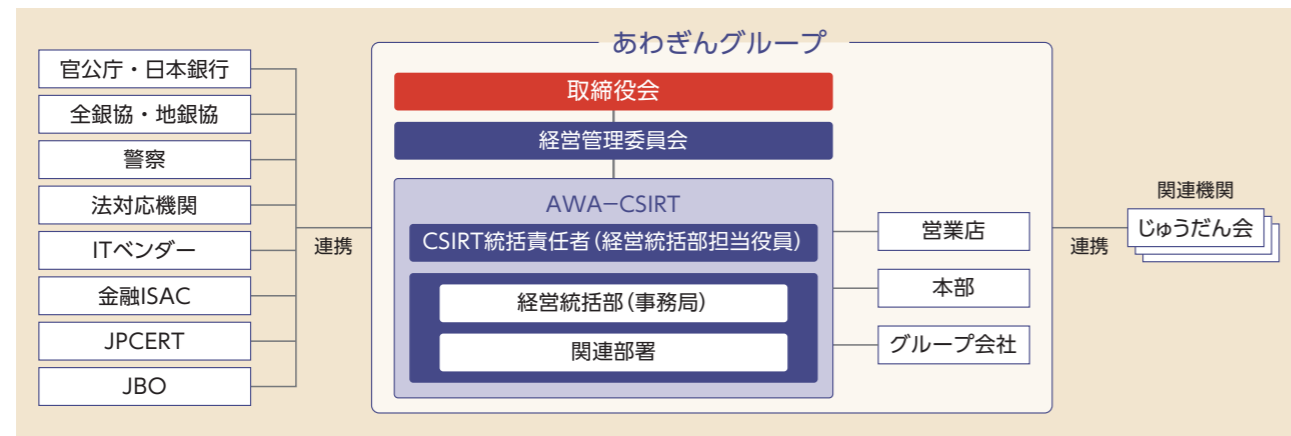 あわぎんグループ
官公庁・日本銀行
全銀協・地銀協
警察
法対応機関
ITベンダー
金融ISAC
JPCERT
JBO
連携
取締役会
経営管理委員会
AWA−CSIRT
CSIRT統括責任者(経営統括部担当役員)
経営統括部(事務局)
関連部署
営業店
本部
グループ会社
連携
関連機関
じゅうだん会